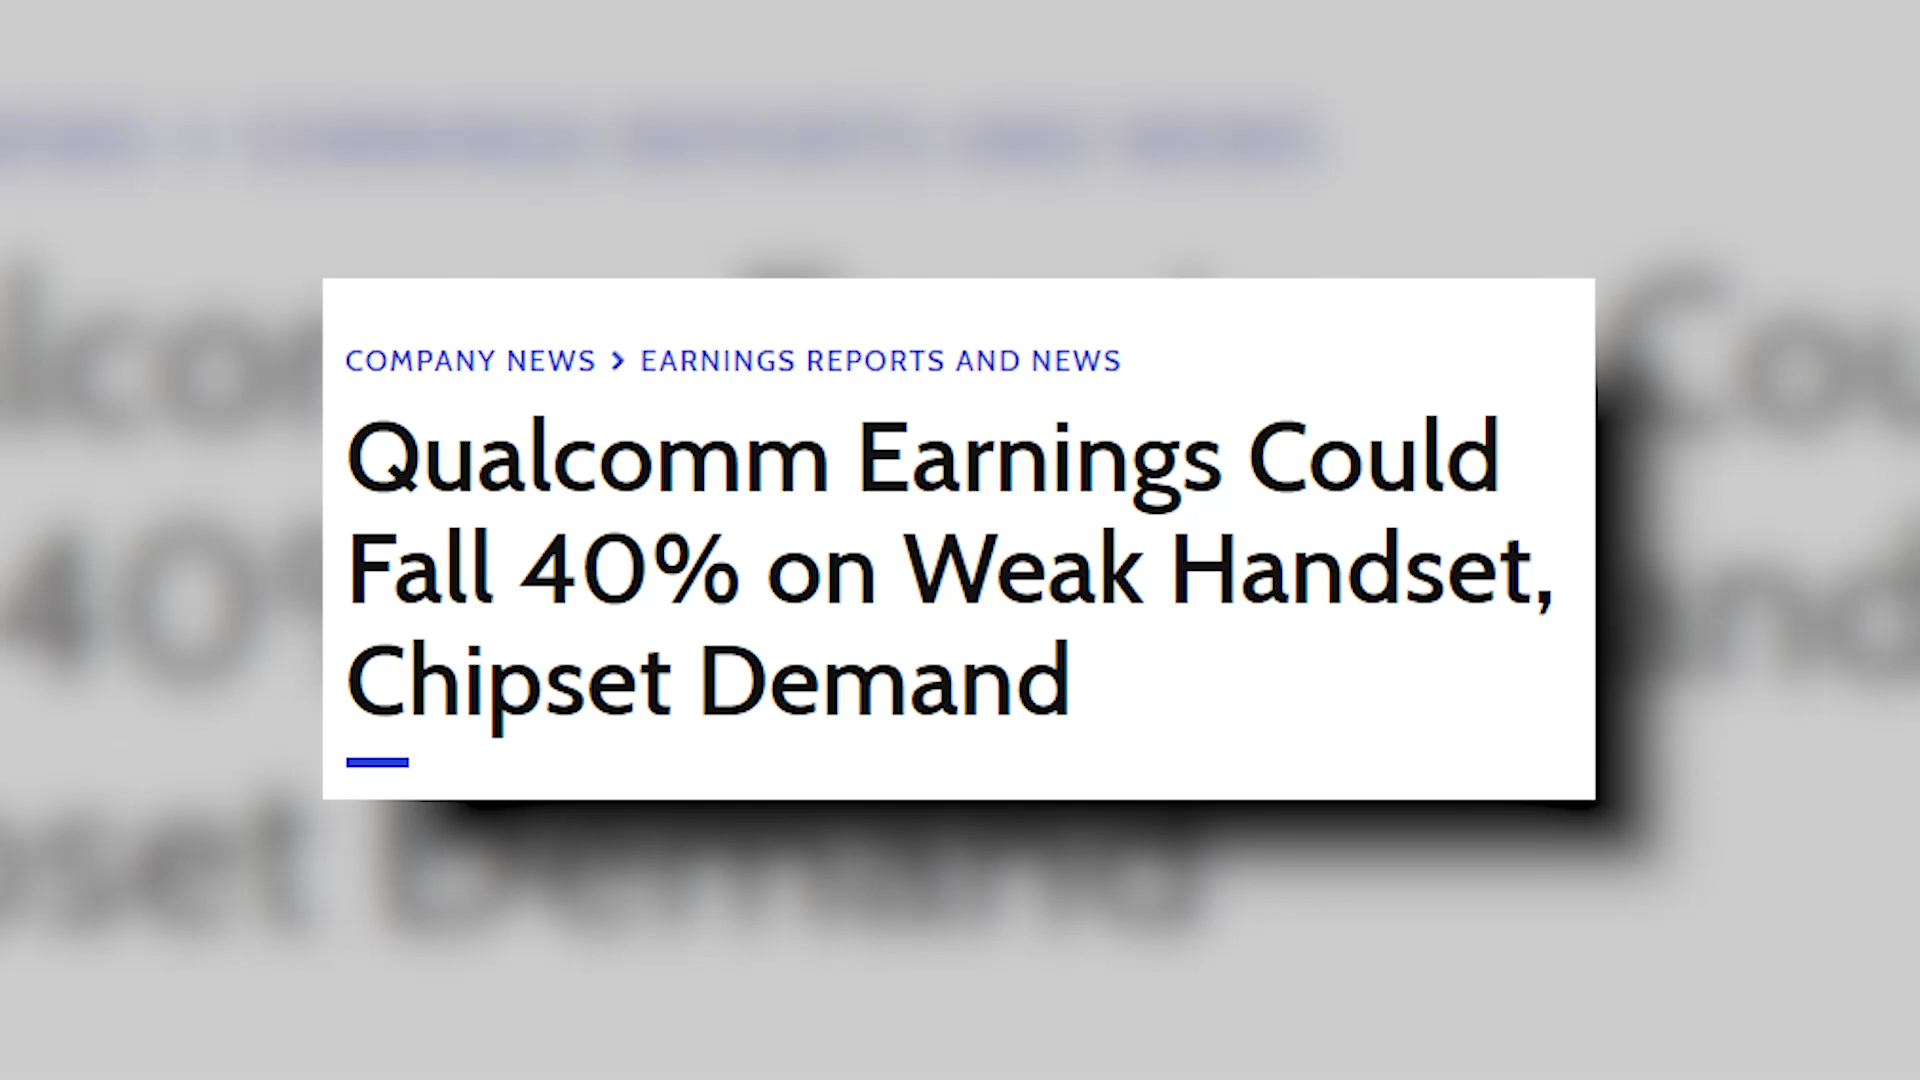 COMPANY NEWS > EARNINGS REPORTS AND NEWS
Qualcomm Earnings Could
Fall 40% on Weak Handset,
Chipset Demand